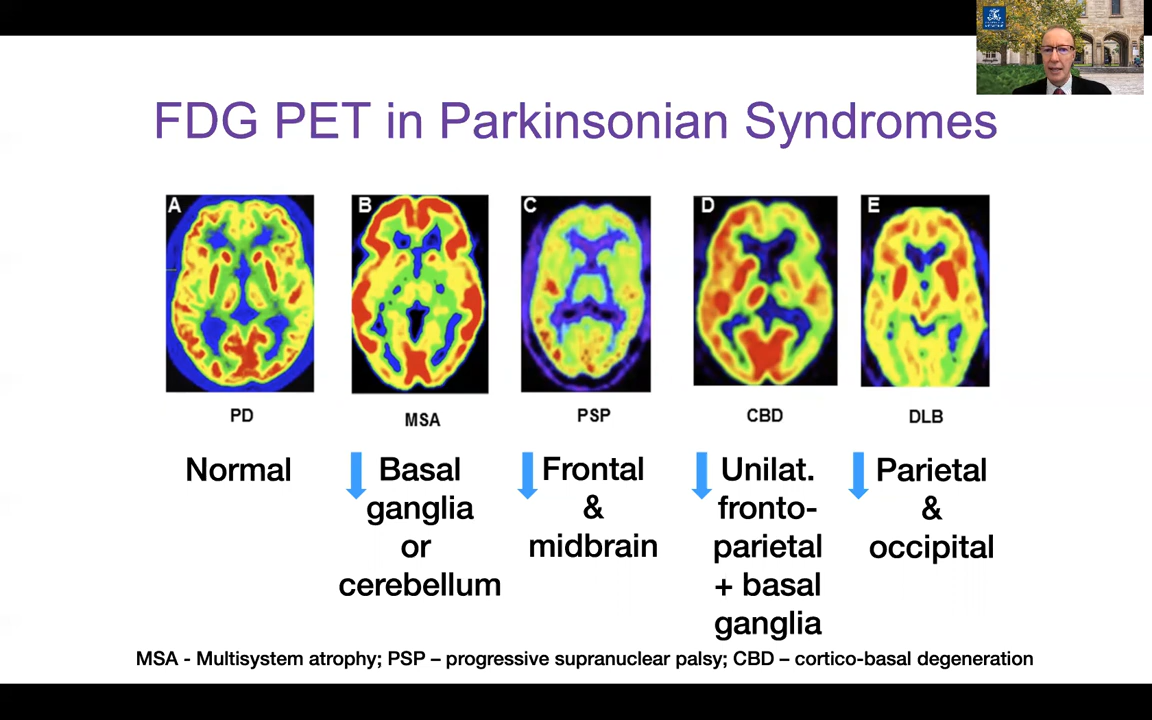 FDG PET in Parkinsonian Syndromes
A
B
C
D
E
PD
MSA
PSP
CBD
DLB
Normal
Basal
ganglia
or
cerebellum
Frontal
&
midbrain
Unilat.
fronto-
parietal
+ basal
ganglia
Parietal
&
occipital
MSA - Multisystem atrophy; PSP – progressive supranuclear palsy; CBD – cortico-basal degeneration